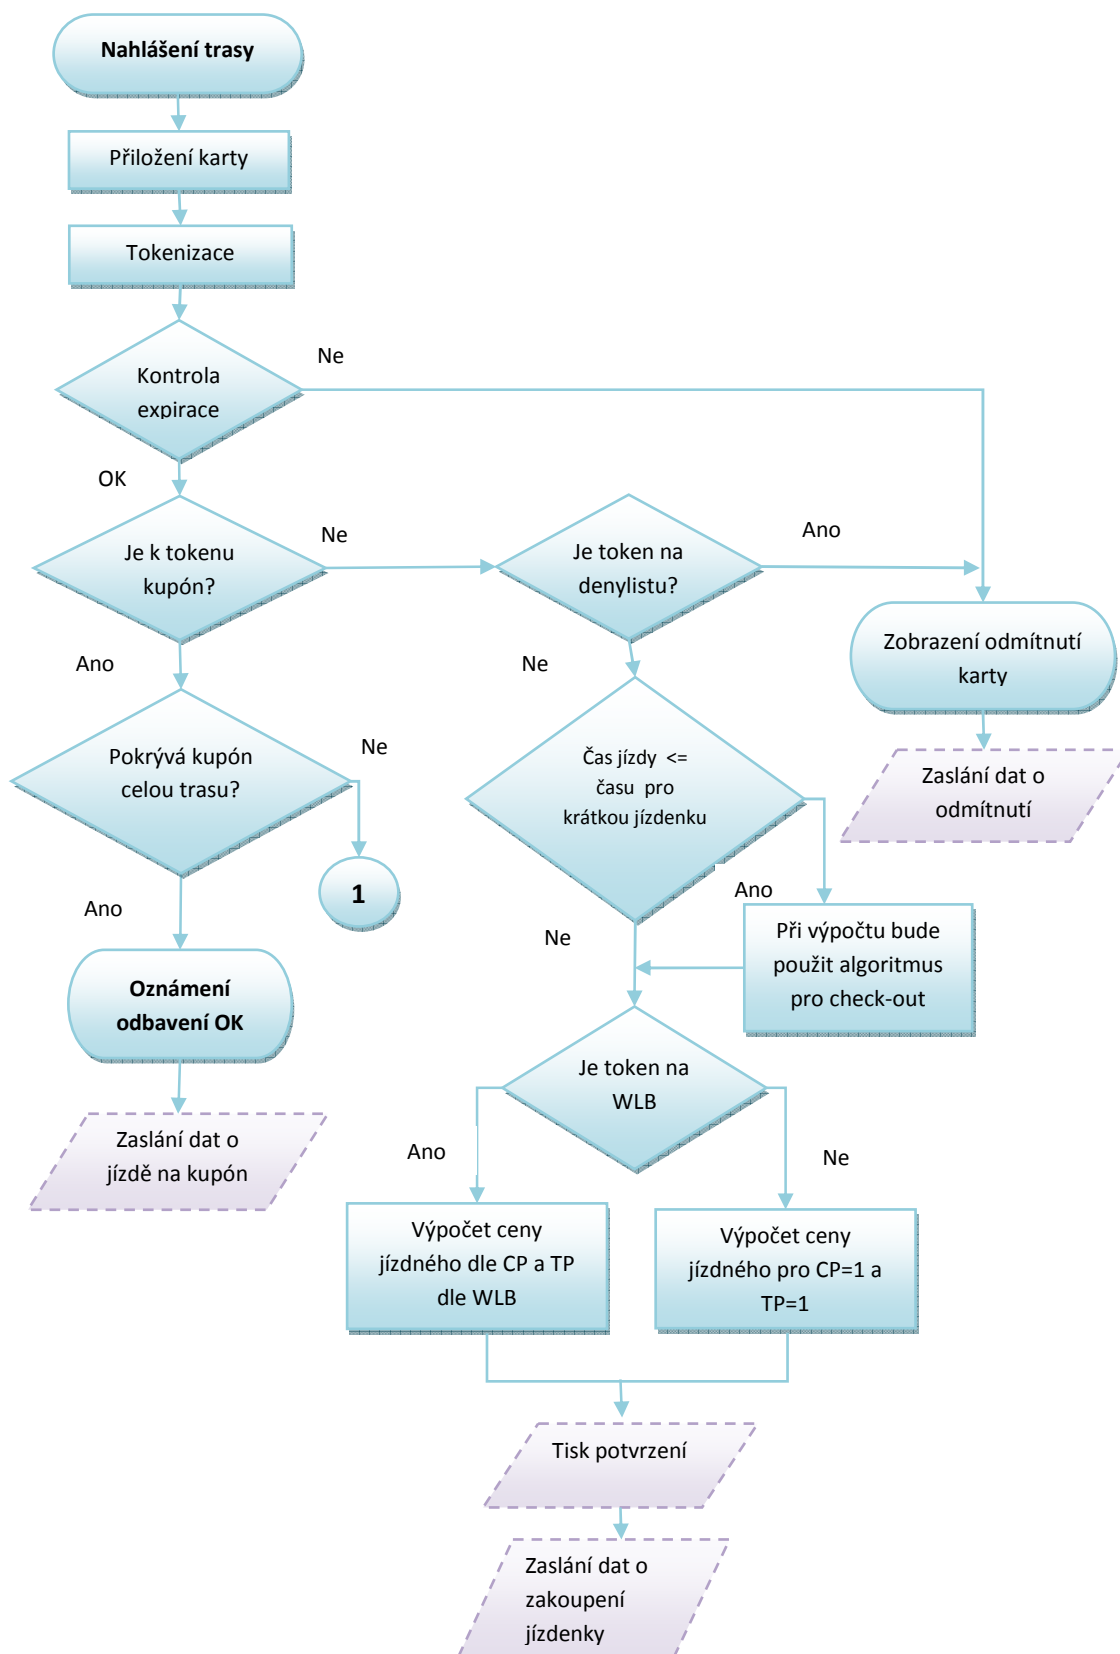 Nahlášení trasy
Přiložení karty
Tokenizace
Kontrola
expirace
Ne
OK
Je k tokenu
kupón?
Ne
Je token na
denylistu?
Ano
Zobrazení odmítnutí
karty
Zaslání dat o
odmítnutí
Ano
Pokrývá kupón
celou trasu?
Ne
1
Ne
Čas jízdy <=
času pro
krátkou jízdenku
Ano
Při výpočtu bude
použit algoritmus
pro check-out
Ano
Oznámení
odbavení OK
Zaslání dat o
jízdě na kupón
Ne
Je token na
WLB
Ano
Ne
Výpočet ceny
jízdného dle CP a TP
dle WLB
Výpočet ceny
jízdného pro CP=1 a
TP=1
Tisk potvrzení
Zaslání dat o
zakoupení
jízdenky